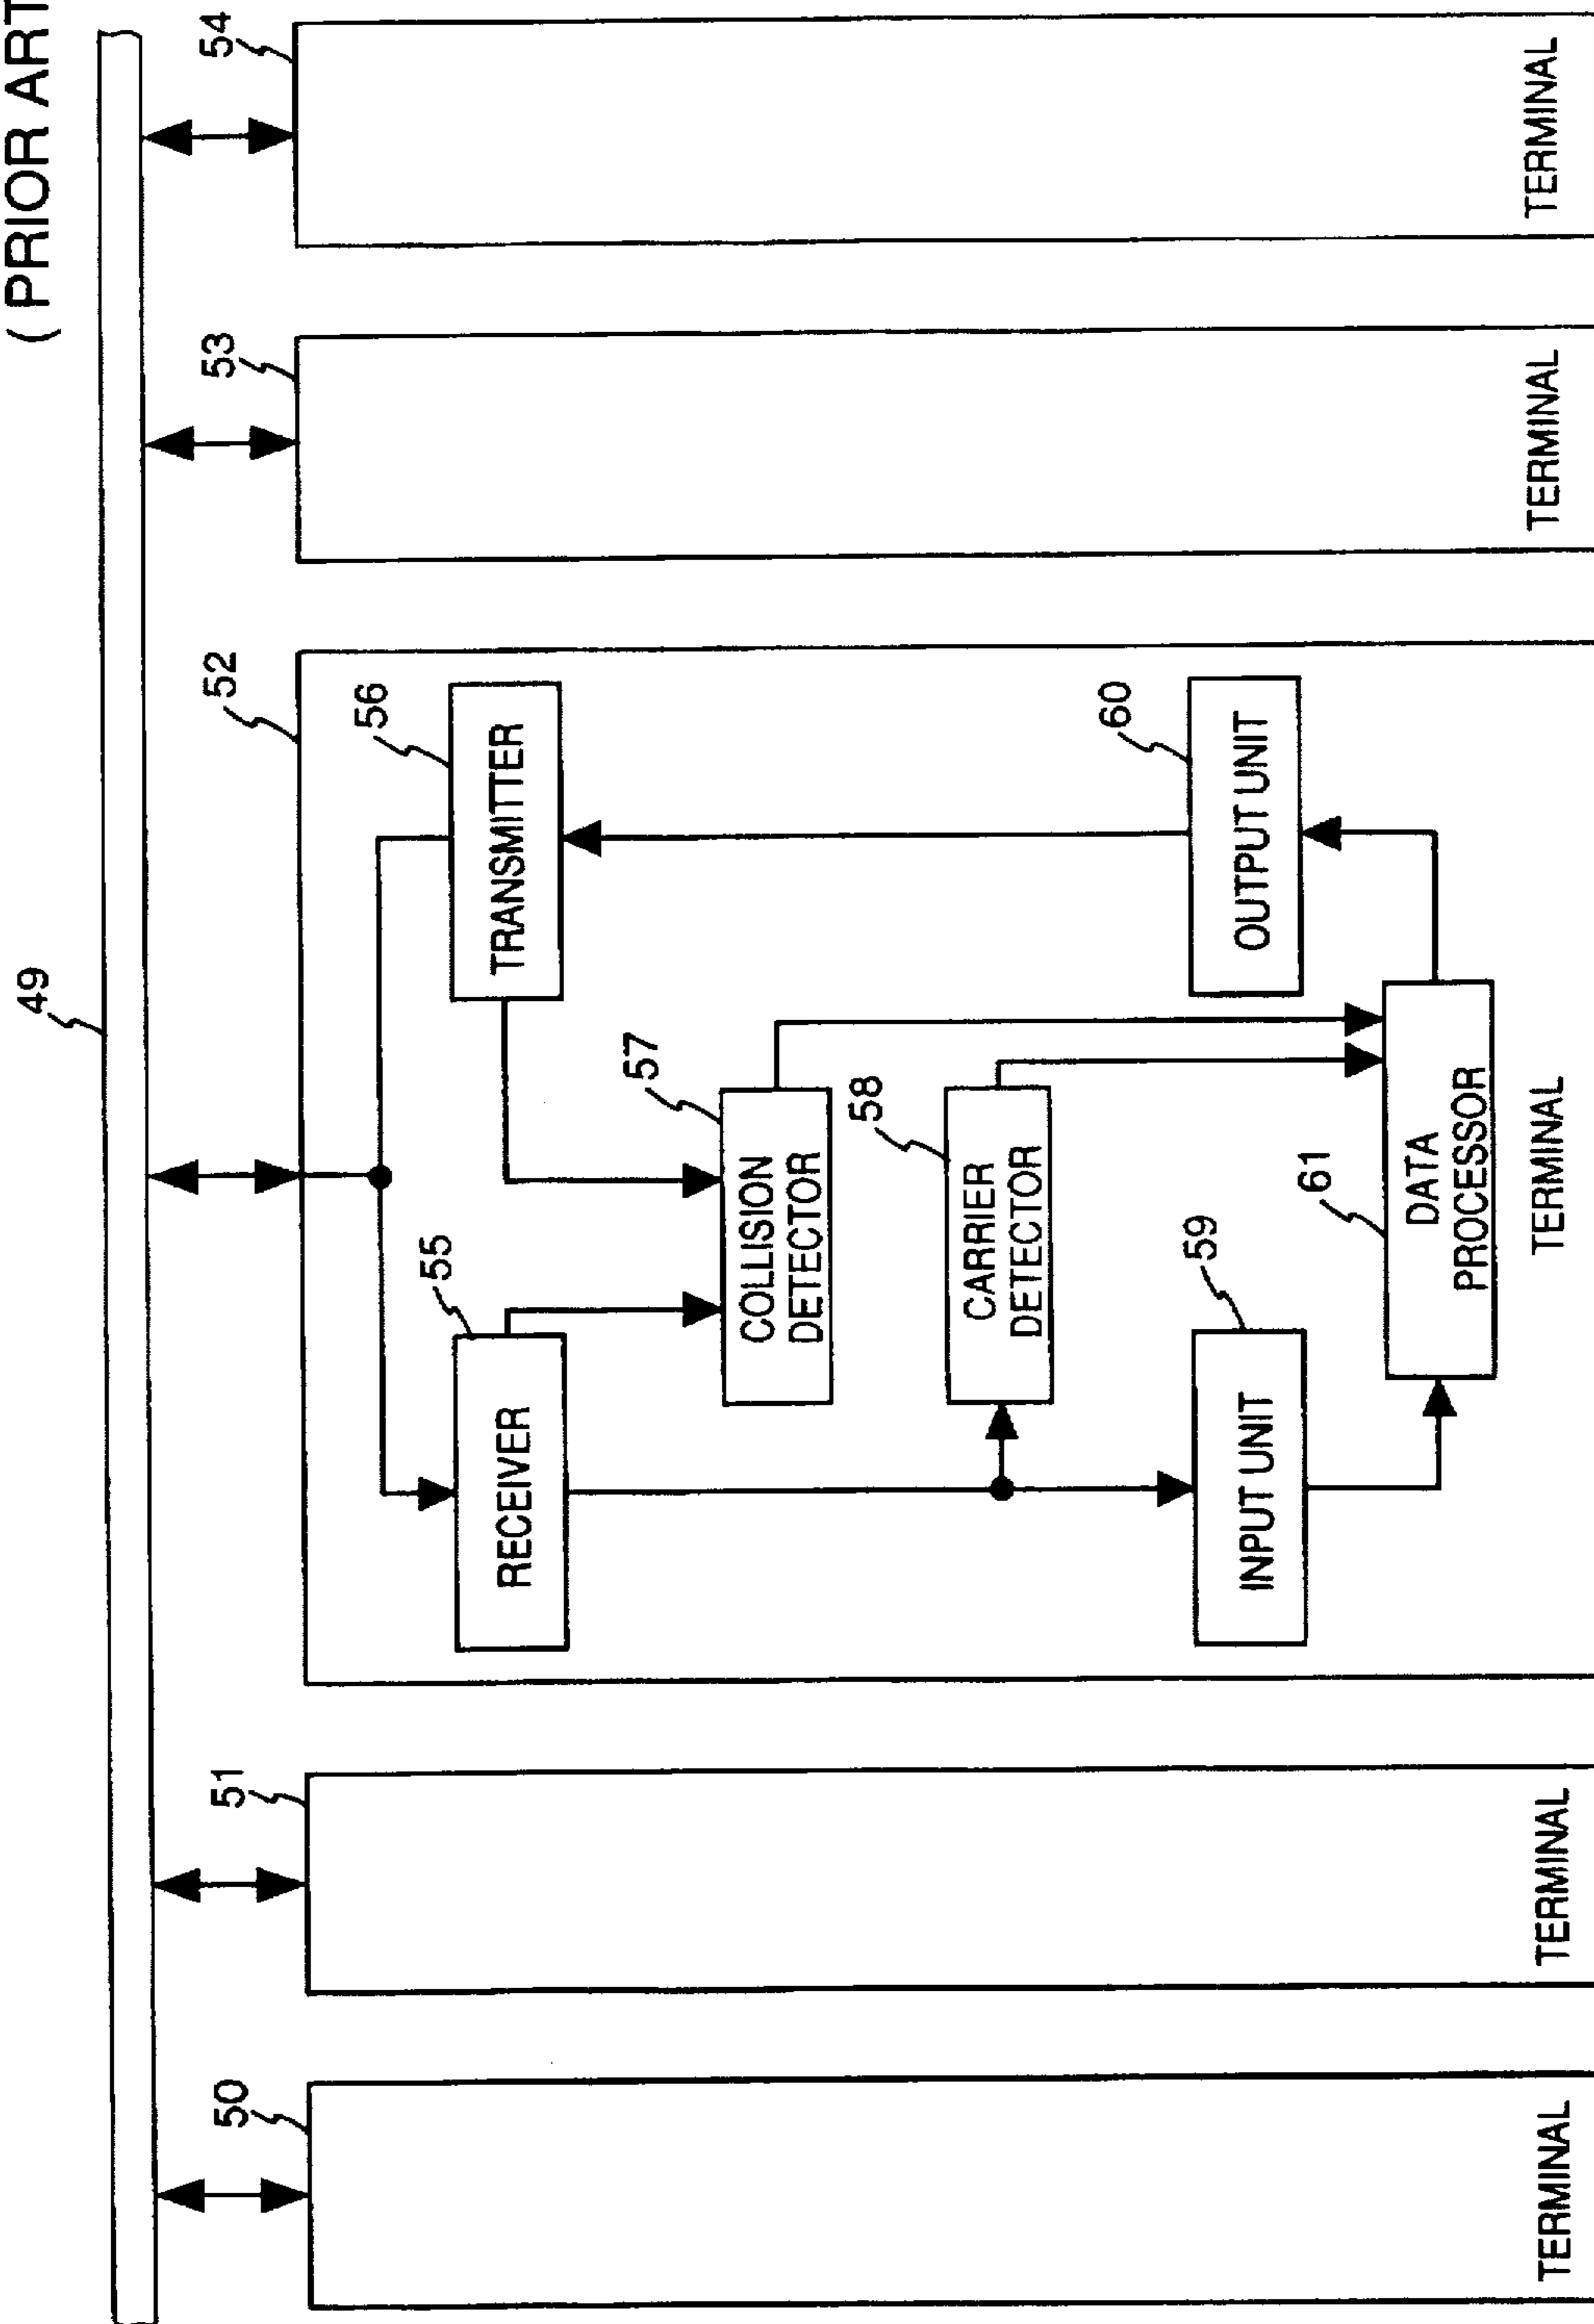 ( PRIOR ART
49
50
51
52
53
54
55
RECEIVER
56
TRANSMITTER
57
COLLISION
DETECTOR
58
CARRIER
DETECTOR
59
INPUT UNIT
60
OUTPUT UNIT
61
DATA
PROCESSOR
TERMINAL
TERMINAL
TERMINAL
TERMINAL
TERMINAL